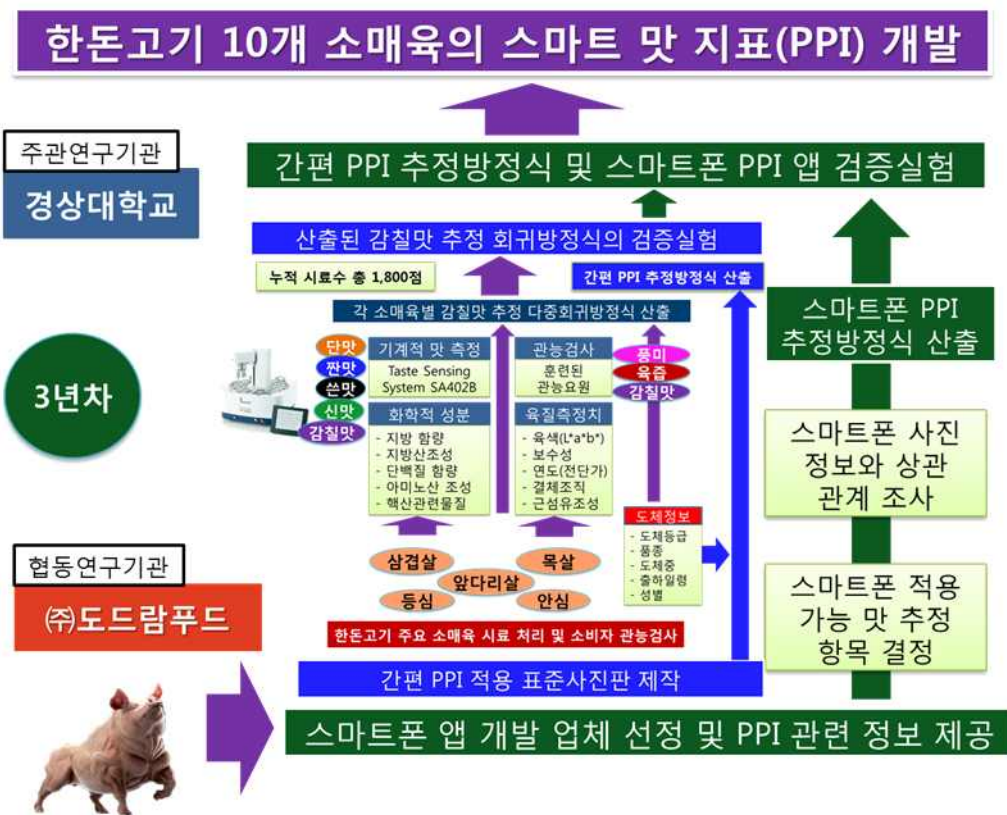 한돈고기 10개 소매육의 스마트 맛 지표(PPI) 개발
주관연구기관
경상대학교
간편 PPI 추정방정식 및 스마트폰 PPI 앱 검증실험
산출된 감칠맛 추정 회귀방정식의 검증실험
누적 시료수 총 1,800점
간편 PPI 추정방정식 산출
각 소매육별 감칠맛 추정 다중회귀방정식 산출
스마트폰 PPI
추정방정식 산출
3년차
단맛
짠맛
쓴맛
신맛
감칠맛
기계적 맛 측정
Taste Sensing
System SA402B
관능검사
훈련된
관능요원
풍미
육즙
감칠맛
화학적 성분
- 지방 함량
- 지방산조성
- 단백질 함량
- 아미노산 조성
- 핵산관련물질
육질측정치
- 육색(L*a*b*)
- 보수성
- 연도(전단가)
- 결체조직
- 근섬유조성
스마트폰 사진
정보와 상관
관계 조사
도체정보
- 도체등급
- 품종
- 도체중
- 출하일령
- 성별
삼겹살
목살
앞다리살
등심
안심
한돈고기 주요 소매육 시료 처리 및 소비자 관능검사
스마트폰 적용
가능 맛 추정
항목 결정
협동연구기관
㈜도드람푸드
간편 PPI 적용 표준사진판 제작
스마트폰 앱 개발 업체 선정 및 PPI 관련 정보 제공